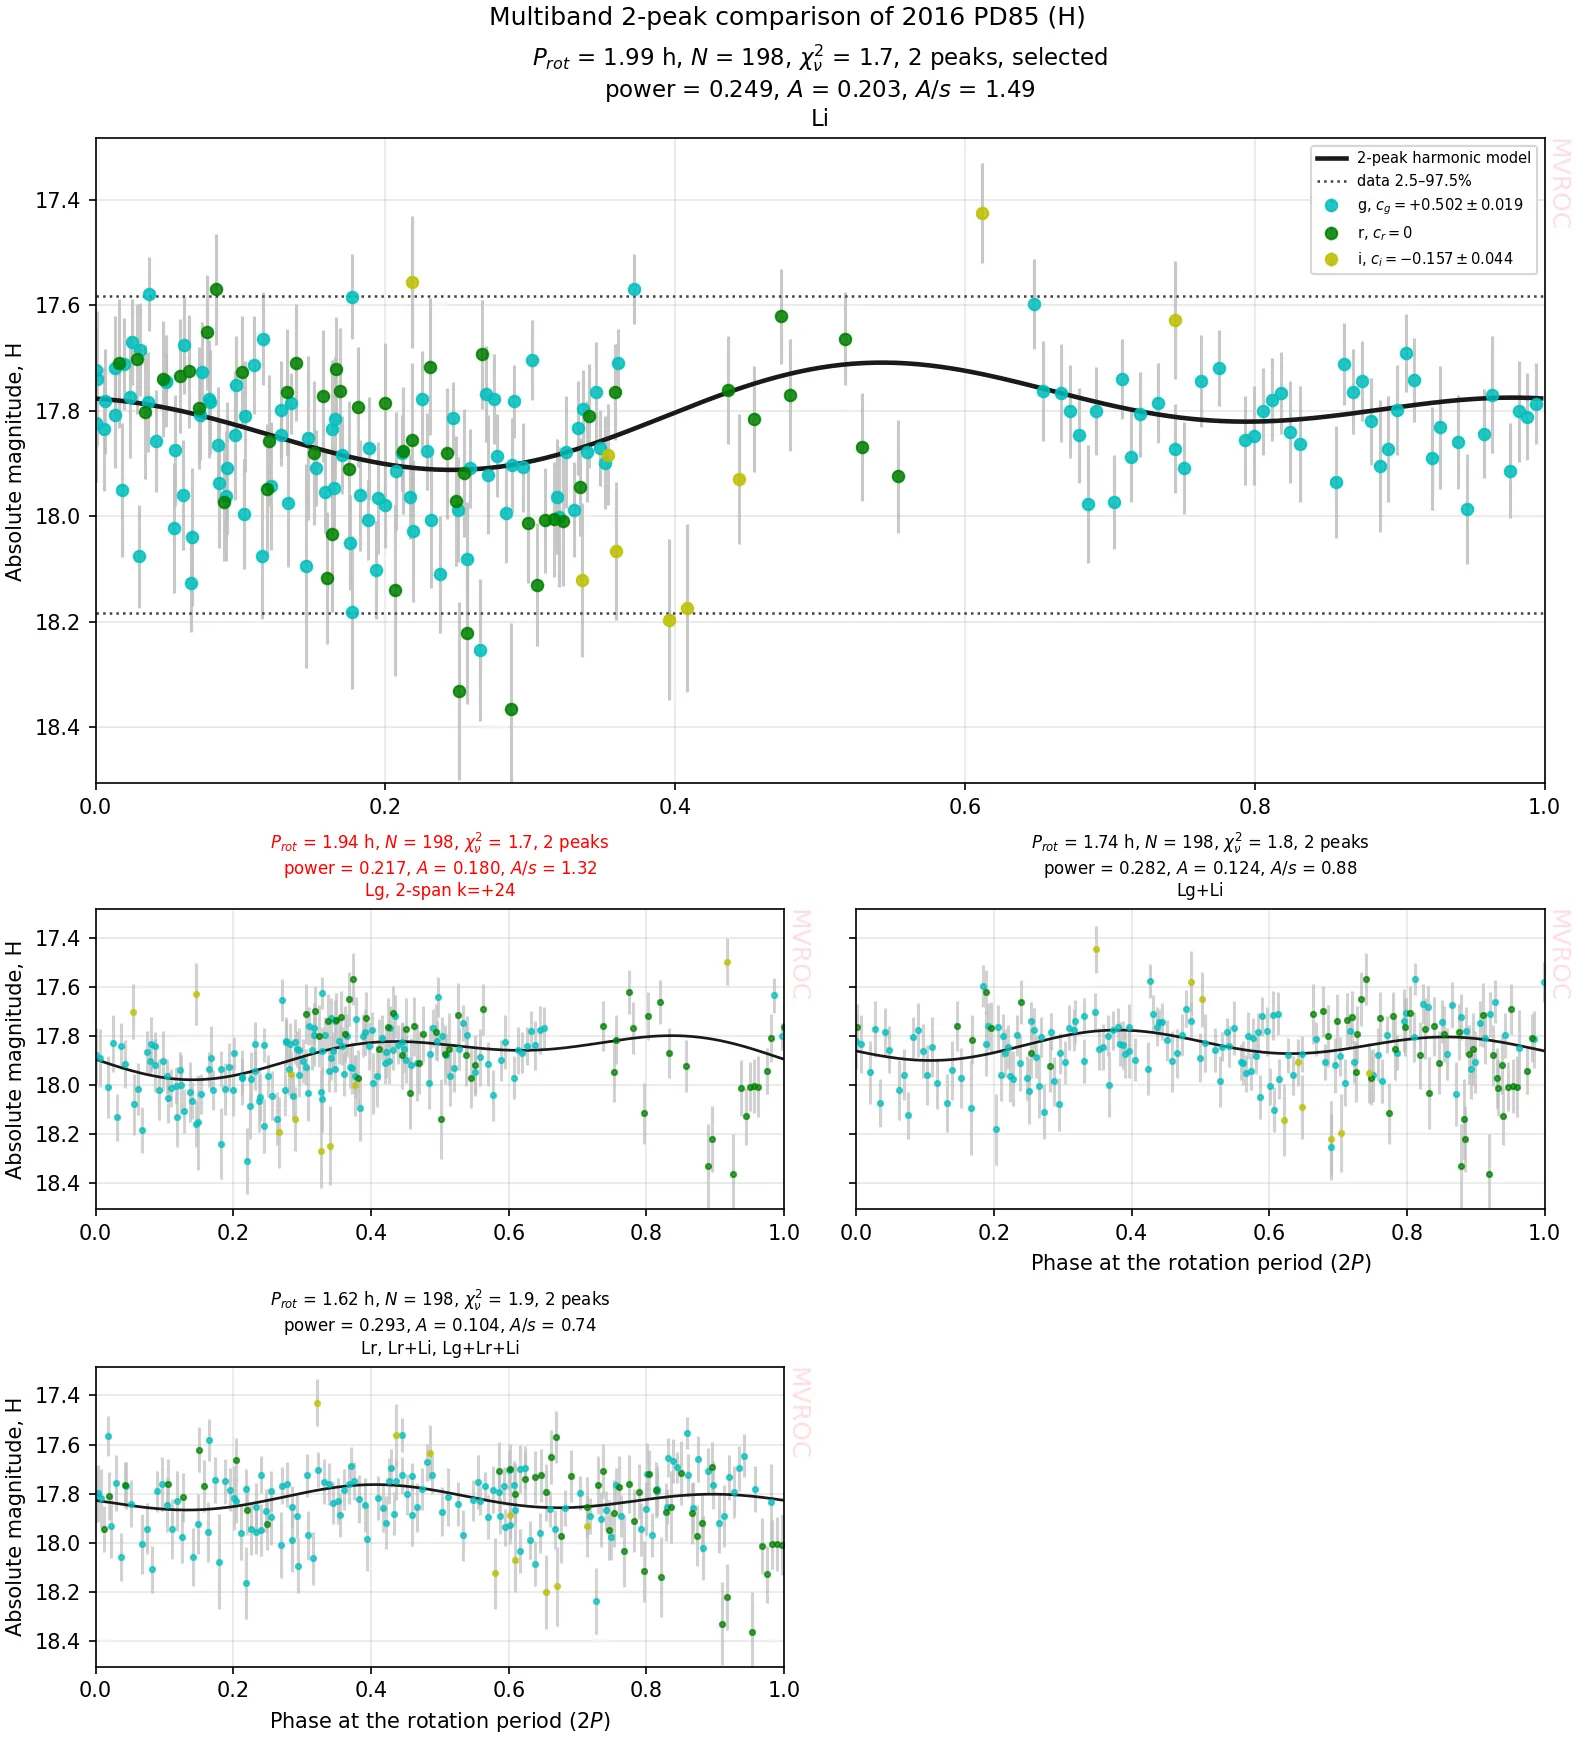 Multiband 2-peak comparison of 2016 PD85 (H)
P_rot = 1.99 h, N = 198, χ²_ν = 1.7, 2 peaks, selected
power = 0.249, A = 0.203, A/s = 1.49
Li
2-peak harmonic model
data 2.5–97.5%
g, c_g = +0.502 ± 0.019
r, c_r = 0
i, c_i = −0.157 ± 0.044
MVROC
Absolute magnitude, H
17.4
17.6
17.8
18.0
18.2
18.4
0.0 0.2 0.4 0.6 0.8 1.0
P_rot = 1.94 h, N = 198, χ²_ν = 1.7, 2 peaks
power = 0.217, A = 0.180, A/s = 1.32
Lg, 2-span k=+24
MVROC
Absolute magnitude, H
17.4
17.6
17.8
18.0
18.2
18.4
0.0 0.2 0.4 0.6 0.8 1.0
P_rot = 1.74 h, N = 198, χ²_ν = 1.8, 2 peaks
power = 0.282, A = 0.124, A/s = 0.88
Lg+Li
MVROC
0.0 0.2 0.4 0.6 0.8 1.0
Phase at the rotation period (2P)
P_rot = 1.62 h, N = 198, χ²_ν = 1.9, 2 peaks
power = 0.293, A = 0.104, A/s = 0.74
Lr, Lr+Li, Lg+Lr+Li
MVROC
Absolute magnitude, H
17.4
17.6
17.8
18.0
18.2
18.4
0.0 0.2 0.4 0.6 0.8 1.0
Phase at the rotation period (2P)